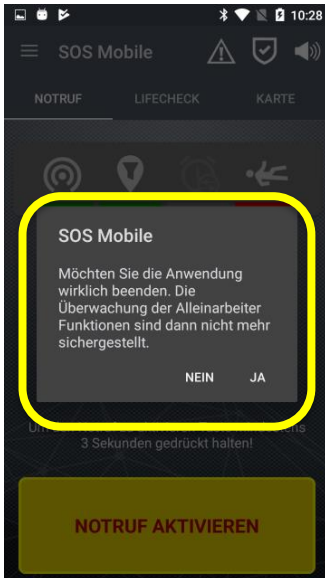 10:28
SOS Mobile
NOTRUF LIFECHECK KARTE
SOS Mobile
Möchten Sie die Anwendung
wirklich beenden. Die
Überwachung der Alleinarbeiter
Funktionen sind dann nicht mehr
sichergestellt.
NEIN JA
3 Sekunden gedrückt halten!
NOTRUF AKTIVIEREN